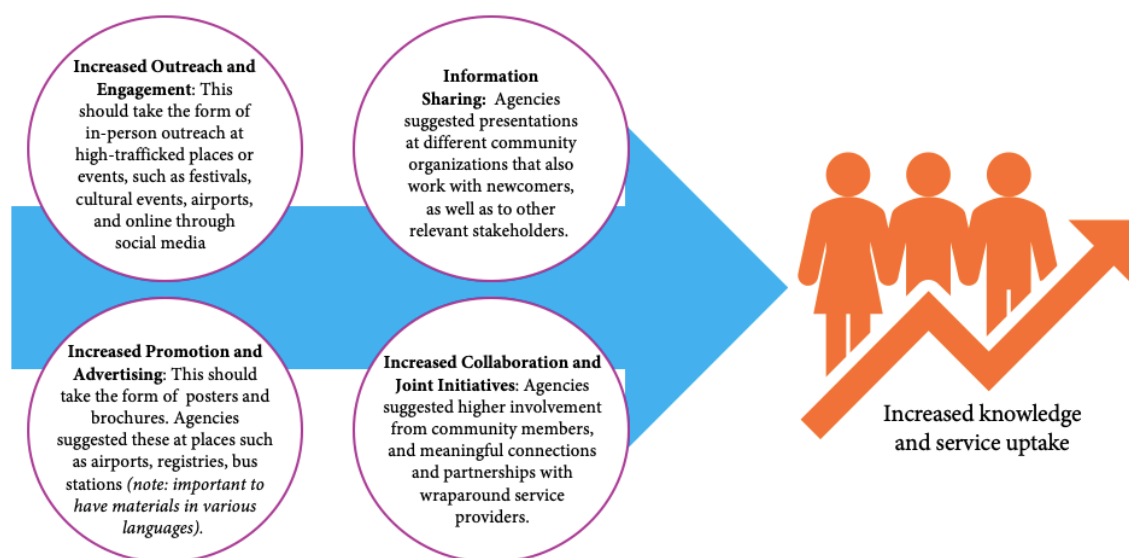 Increased Outreach and
Engagement: This
should take the form of
in-person outreach at
high-trafficked places or
events, such as festivals,
cultural events, airports,
and online through
social media
Information
Sharing: Agencies
suggested presentations
at different community
organizations that also
work with newcomers,
as well as to other
relevant stakeholders.
Increased Promotion and
Advertising: This should
take the form of posters and
brochures. Agencies
suggested these at places such
as airports, registries, bus
stations (note: important to
have materials in various
languages).
Increased Collaboration and
Joint Initiatives: Agencies
suggested higher involvement
from community members,
and meaningful connections
and partnerships with
wraparound service
providers.
Increased knowledge
and service uptake